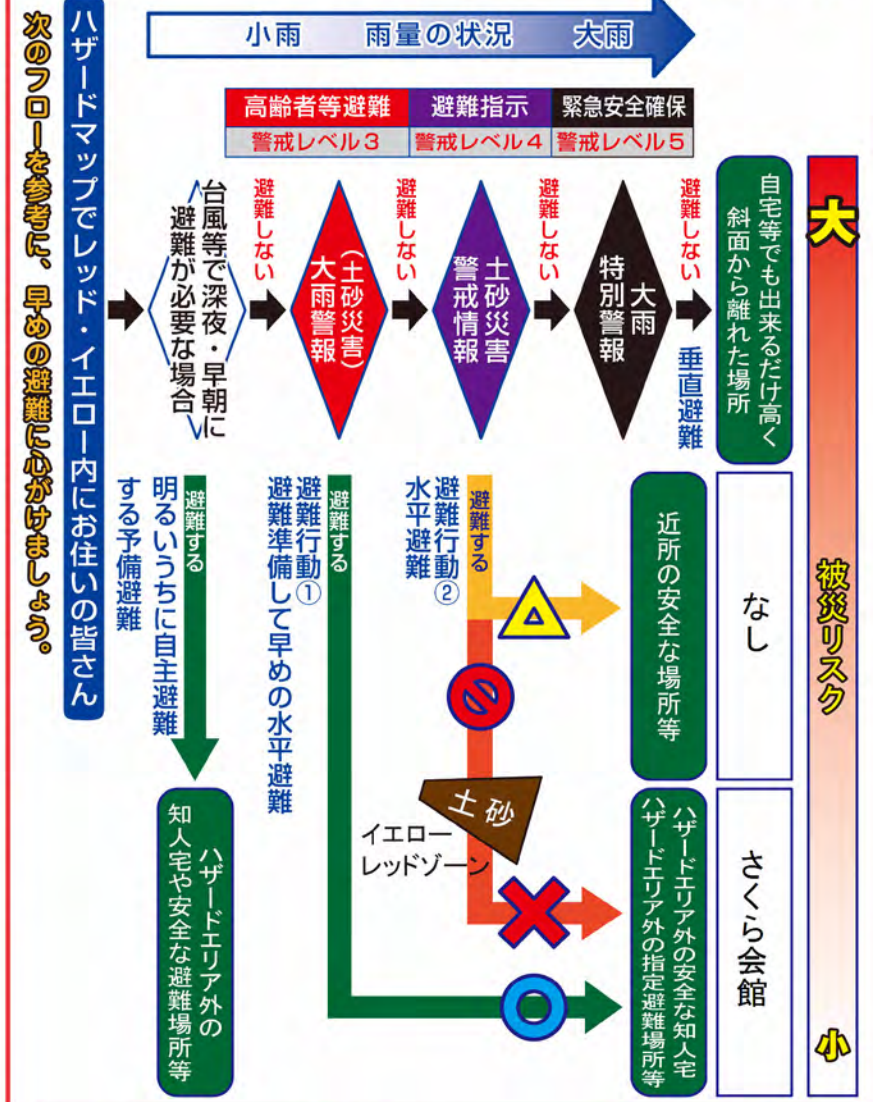 次のフローを参考に、早めの避難に心がけましょう。
ハザードマップでレッド・イエロー内にお住いの皆さん
小雨 雨量の状況 大雨
高齢者等避難 避難指示 緊急安全確保
警戒レベル3 警戒レベル4 警戒レベル5
台風等で深夜・早朝に
避難が必要な場合
避難しない
大雨警報
(土砂災害)
避難しない
土砂災害
警戒情報
避難しない
大雨
特別警報
避難しない
垂直避難
自宅等でも出来るだけ高く
斜面から離れた場所
避難する
明るいうちに自主避難
する予備避難
ハザードエリア外の
知人宅や安全な避難場所等
避難する
避難行動①
避難準備して早めの水平避難
避難する
避難行動②
水平避難
土砂
イエロー
レッドゾーン
近所の安全な場所等
なし
ハザードエリア外の安全な知人宅
ハザードエリア外の指定避難場所等
さくら会館
大
被災リスク
小